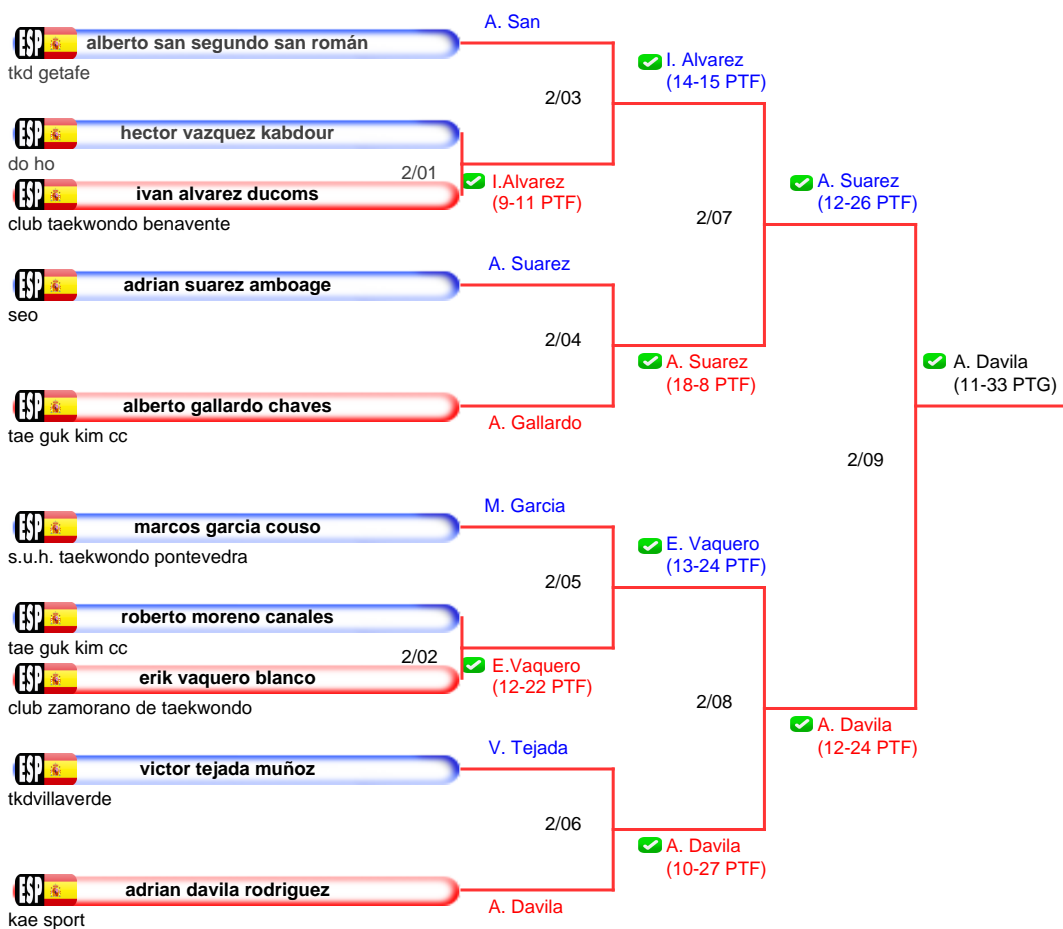 A. San
ESP alberto san segundo san román
tkd getafe
I. Alvarez
(14-15 PTF)
2/03
ESP hector vazquez kabdour
do ho
2/01
I.Alvarez
(9-11 PTF)
ESP ivan alvarez ducoms
club taekwondo benavente
A. Suarez
(12-26 PTF)
2/07
A. Suarez
ESP adrian suarez amboage
seo
2/04
A. Suarez
(18-8 PTF)
A. Davila
(11-33 PTG)
ESP alberto gallardo chaves
A. Gallardo
tae guk kim cc
2/09
M. Garcia
ESP marcos garcia couso
s.u.h. taekwondo pontevedra
E. Vaquero
(13-24 PTF)
2/05
ESP roberto moreno canales
tae guk kim cc
2/02
E.Vaquero
(12-22 PTF)
ESP erik vaquero blanco
club zamorano de taekwondo
2/08
A. Davila
(12-24 PTF)
V. Tejada
ESP victor tejada muñoz
tkdvillaverde
2/06
A. Davila
(10-27 PTF)
ESP adrian davila rodriguez
A. Davila
kae sport